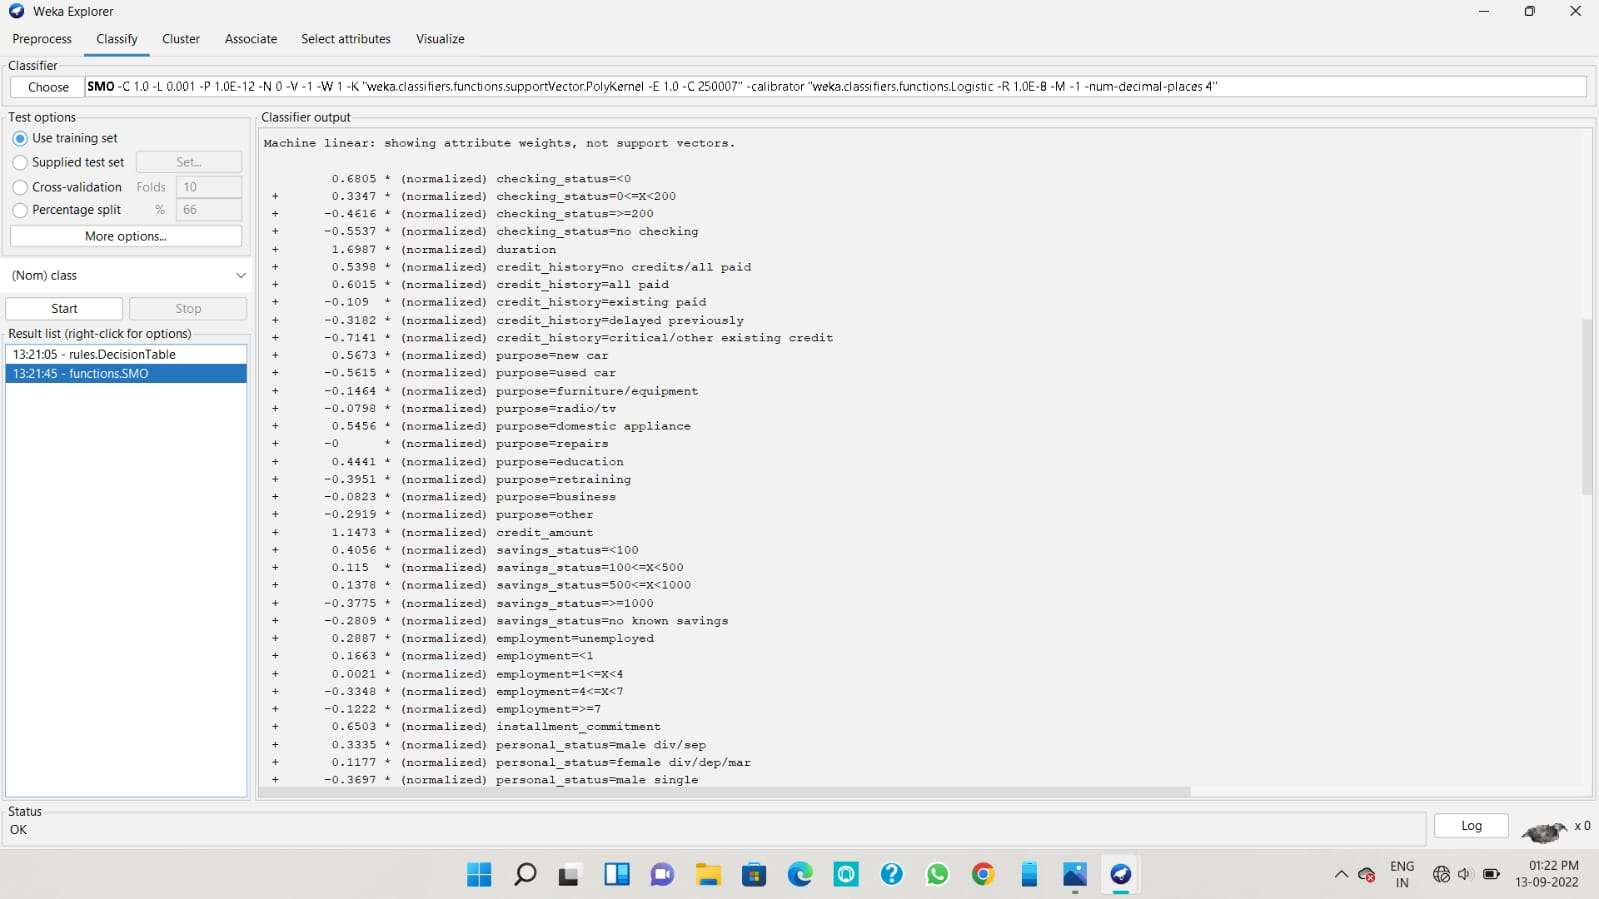 Weka Explorer
Preprocess Classify Cluster Associate Select attributes Visualize
Classifier
Choose SMO -C 1.0 -L 0.001 -P 1.0E-12 -N 0 -V -1 -W 1 -K "weka.classifiers.functions.supportVector.PolyKernel -E 1.0 -C 250007" -calibrator "weka.classifiers.functions.Logistic -R 1.0E-8 -M -1 -num-decimal-places 4"
Test options
Use training set
Supplied test set Set...
Cross-validation Folds 10
Percentage split % 66
More options...
(Nom) class
Start Stop
Result list (right-click for options)
13:21:05 - rules.DecisionTable
13:21:45 - functions.SMO
Classifier output
Machine linear: showing attribute weights, not support vectors.
0.6805 * (normalized) checking_status=<0
+ 0.3347 * (normalized) checking_status=0<=X<200
+ -0.4616 * (normalized) checking_status=>=200
+ -0.5537 * (normalized) checking_status=no checking
+ 1.6987 * (normalized) duration
+ 0.5398 * (normalized) credit_history=no credits/all paid
+ 0.6015 * (normalized) credit_history=all paid
+ -0.109 * (normalized) credit_history=existing paid
+ -0.3182 * (normalized) credit_history=delayed previously
+ -0.7141 * (normalized) credit_history=critical/other existing credit
+ 0.5673 * (normalized) purpose=new car
+ -0.5615 * (normalized) purpose=used car
+ -0.1464 * (normalized) purpose=furniture/equipment
+ -0.0798 * (normalized) purpose=radio/tv
+ 0.5456 * (normalized) purpose=domestic appliance
+ -0 * (normalized) purpose=repairs
+ 0.4441 * (normalized) purpose=education
+ -0.3951 * (normalized) purpose=retraining
+ -0.0823 * (normalized) purpose=business
+ -0.2919 * (normalized) purpose=other
+ 1.1473 * (normalized) credit_amount
+ 0.4056 * (normalized) savings_status=<100
+ 0.115 * (normalized) savings_status=100<=X<500
+ 0.1378 * (normalized) savings_status=500<=X<1000
+ -0.3775 * (normalized) savings_status=>=1000
+ -0.2809 * (normalized) savings_status=no known savings
+ 0.2887 * (normalized) employment=unemployed
+ 0.1663 * (normalized) employment=<1
+ 0.0021 * (normalized) employment=1<=X<4
+ -0.3348 * (normalized) employment=4<=X<7
+ -0.1222 * (normalized) employment=>=7
+ 0.6503 * (normalized) installment_commitment
+ 0.3335 * (normalized) personal_status=male div/sep
+ 0.1177 * (normalized) personal_status=female div/dep/mar
+ -0.3697 * (normalized) personal_status=male single
Status
OK
Log x 0
ENG
IN
01:22 PM
13-09-2022